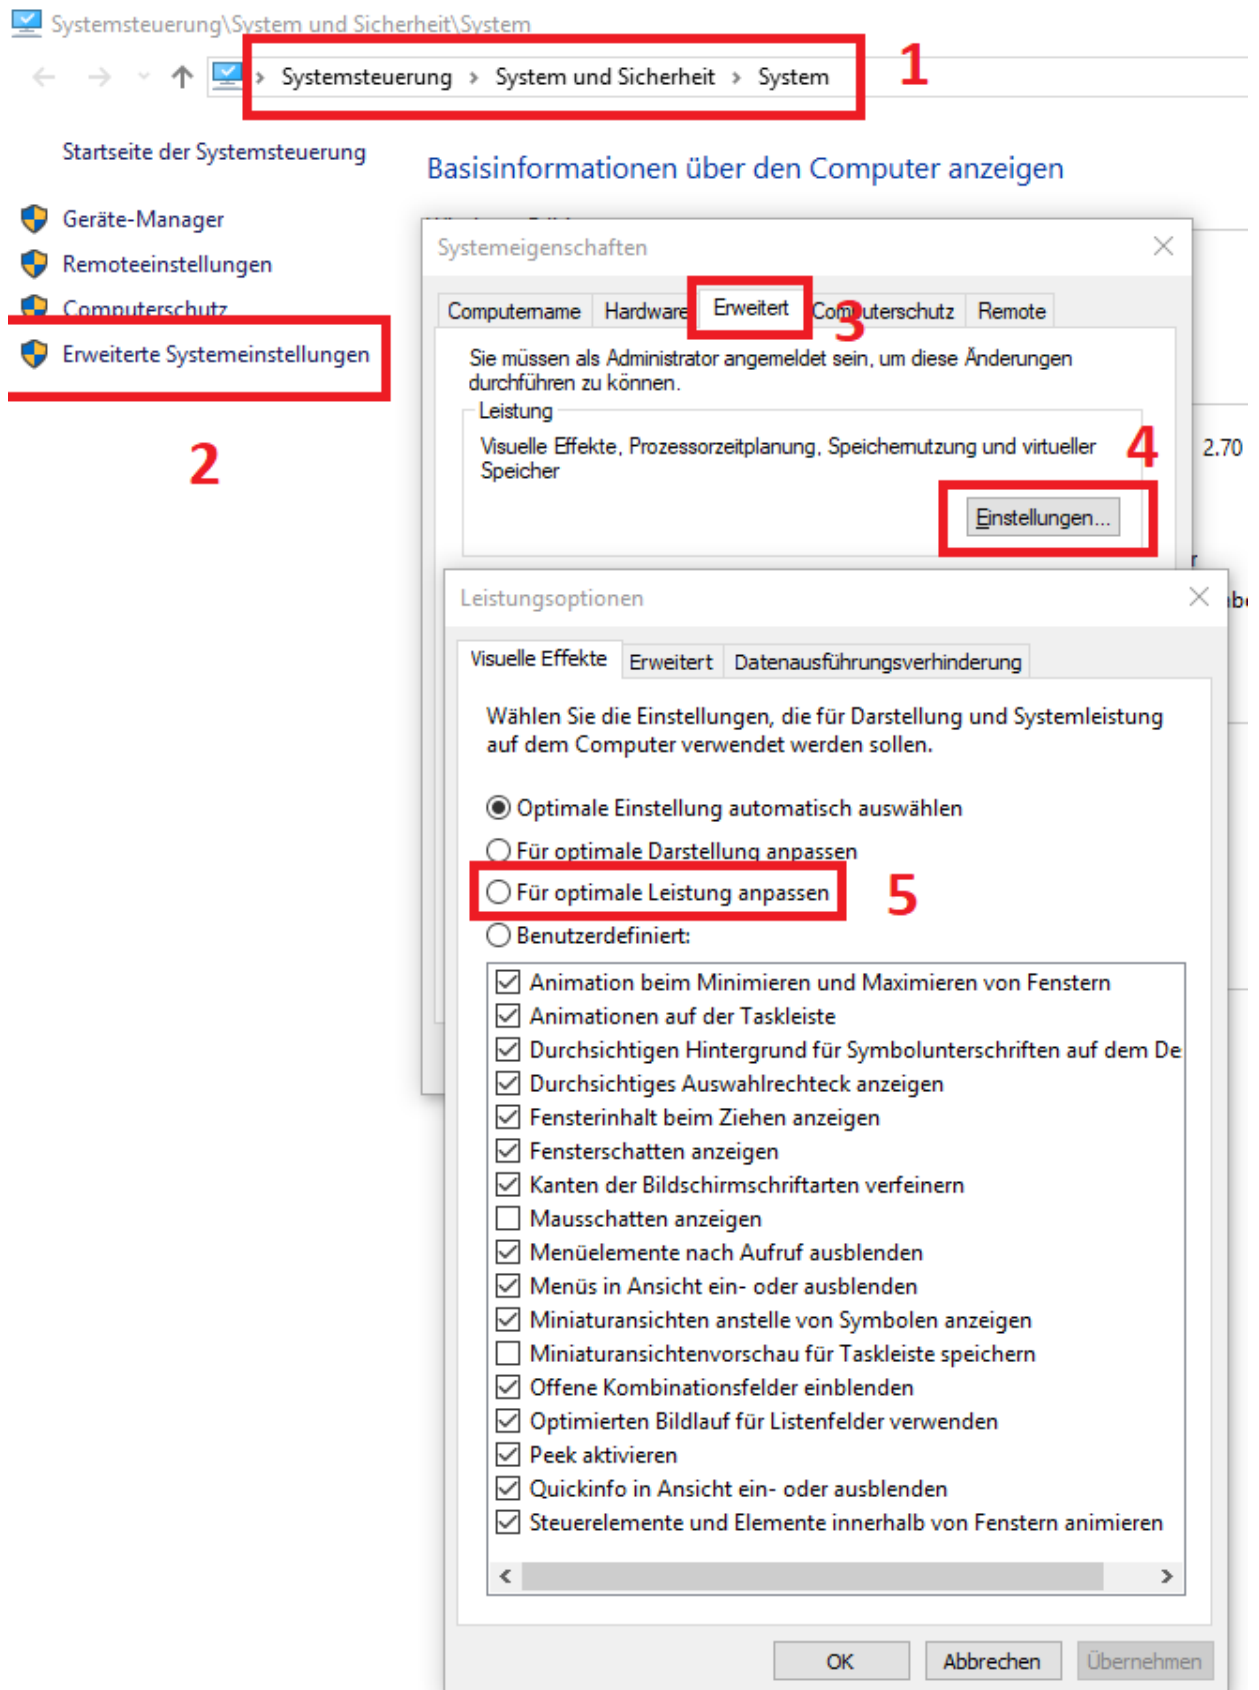 Systemsteuerung\System und Sicherheit\System
Systemsteuerung > System und Sicherheit > System
1
Startseite der Systemsteuerung
Geräte-Manager
Remoteeinstellungen
Computerschutz
Erweiterte Systemeinstellungen
2
Basisinformationen über den Computer anzeigen
Systemeigenschaften
Computername Hardware Erweitert Computerschutz Remote
3
Sie müssen als Administrator angemeldet sein, um diese Änderungen
durchführen zu können.
Leistung
Visuelle Effekte, Prozessorzeitplanung, Speichernutzung und virtueller
Speicher
4
2.70
Einstellungen...
Leistungsoptionen
Visuelle Effekte Erweitert Datenausführungsverhinderung
Wählen Sie die Einstellungen, die für Darstellung und Systemleistung
auf dem Computer verwendet werden sollen.
Optimale Einstellung automatisch auswählen
Für optimale Darstellung anpassen
Für optimale Leistung anpassen
5
Benutzerdefiniert:
Animation beim Minimieren und Maximieren von Fenstern
Animationen auf der Taskleiste
Durchsichtigen Hintergrund für Symbolunterschriften auf dem De
Durchsichtiges Auswahlrechteck anzeigen
Fensterinhalt beim Ziehen anzeigen
Fensterschatten anzeigen
Kanten der Bildschirmschriftarten verfeinern
Mausschatten anzeigen
Menüelemente nach Aufruf ausblenden
Menüs in Ansicht ein- oder ausblenden
Miniaturansichten anstelle von Symbolen anzeigen
Miniaturansichtenvorschau für Taskleiste speichern
Offene Kombinationsfelder einblenden
Optimierten Bildlauf für Listenfelder verwenden
Peek aktivieren
Quickinfo in Ansicht ein- oder ausblenden
Steuerelemente und Elemente innerhalb von Fenstern animieren
OK Abbrechen Übernehmen